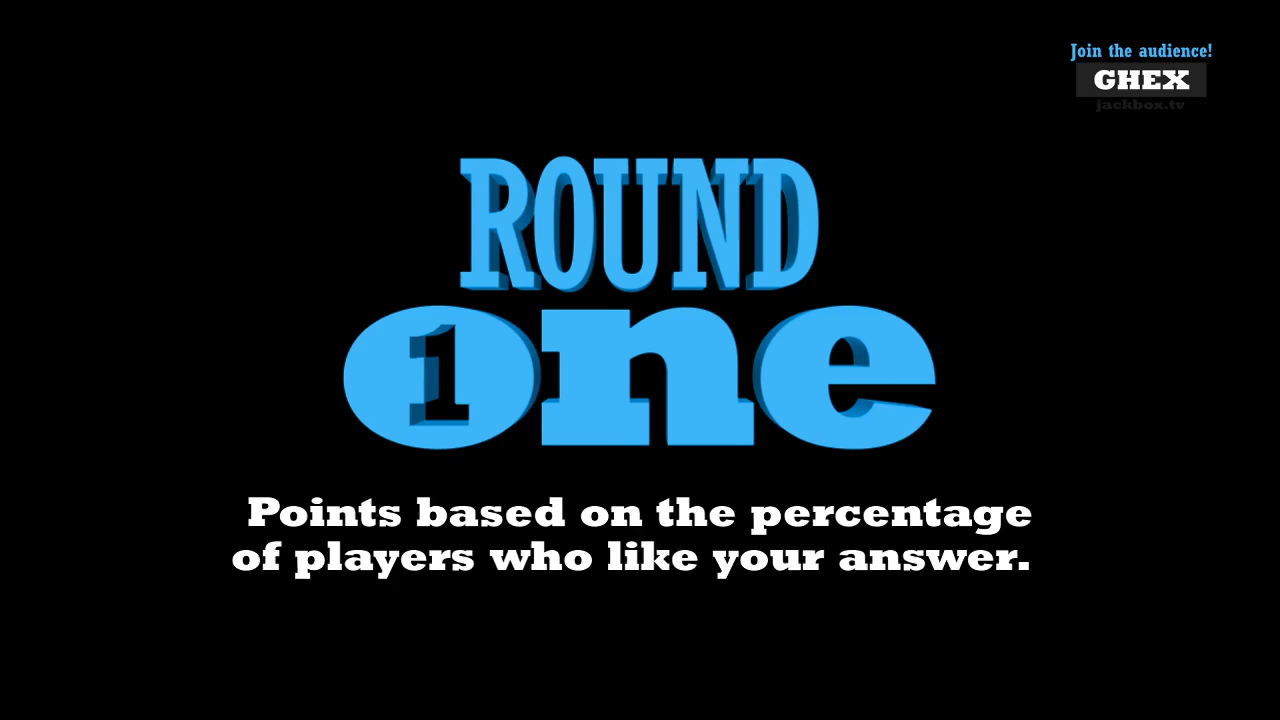 Join the audience!
GHEX
jackbox.tv
ROUND
One
1
Points based on the percentage
of players who like your answer.